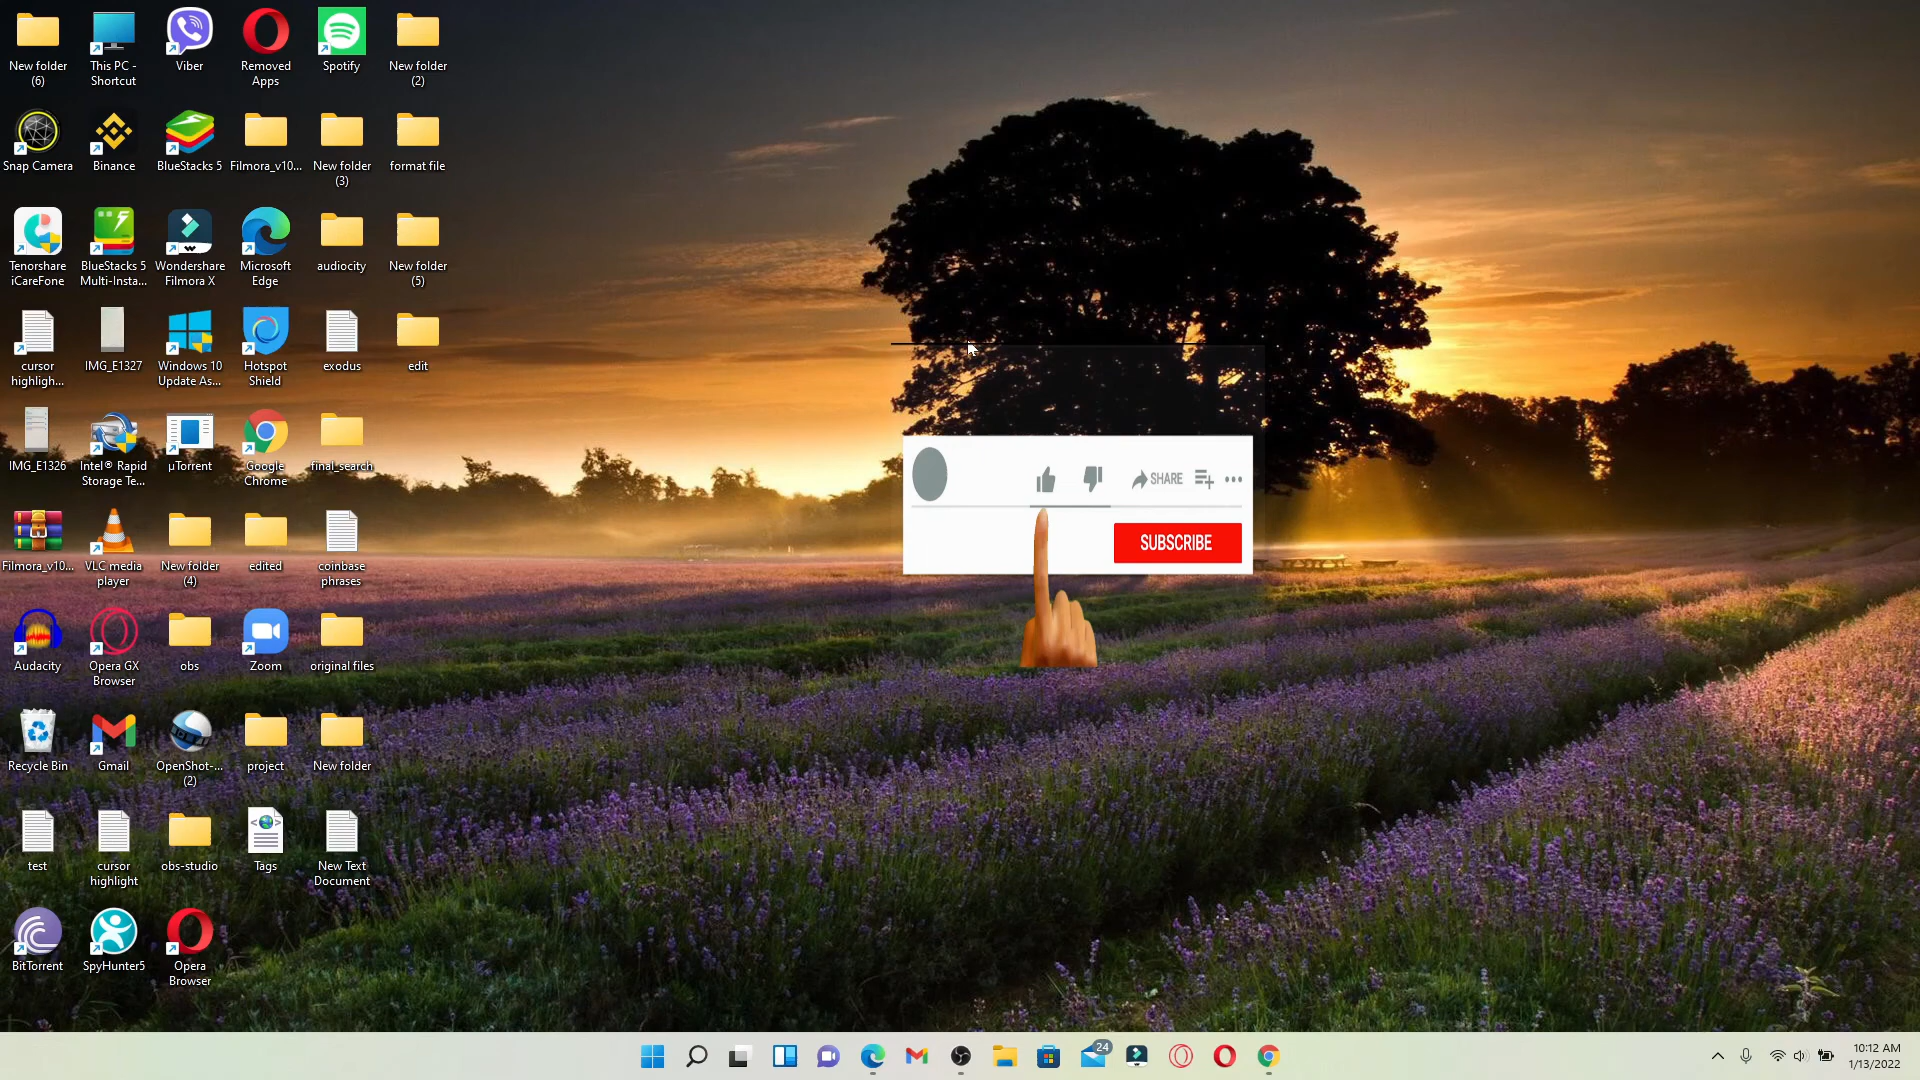 New folder
(6)
This PC -
Shortcut
Viber
Removed
Apps
Spotify
New folder
(2)
Snap Camera
Binance
BlueStacks 5
Filmora_v10...
New folder
(3)
format file
Tenorshare
iCareFone
BlueStacks 5
Multi-Insta...
Wondershare
Filmora X
Microsoft
Edge
audiocity
New folder
(5)
cursor
highligh...
IMG_E1327
Windows 10
Update As...
Hotspot
Shield
exodus
edit
IMG_E1326
Intel® Rapid
Storage Te...
µTorrent
Google
Chrome
final_search
Filmora_v10...
VLC media
player
New folder
(4)
edited
coinbase
phrases
Audacity
Opera GX
Browser
obs
Zoom
original files
Recycle Bin
Gmail
OpenShot-...
(2)
project
New folder
test
cursor
highlight
obs-studio
Tags
New Text
Document
BitTorrent
SpyHunter5
Opera
Browser
SHARE
SUBSCRIBE
24
10:12 AM
1/13/2022